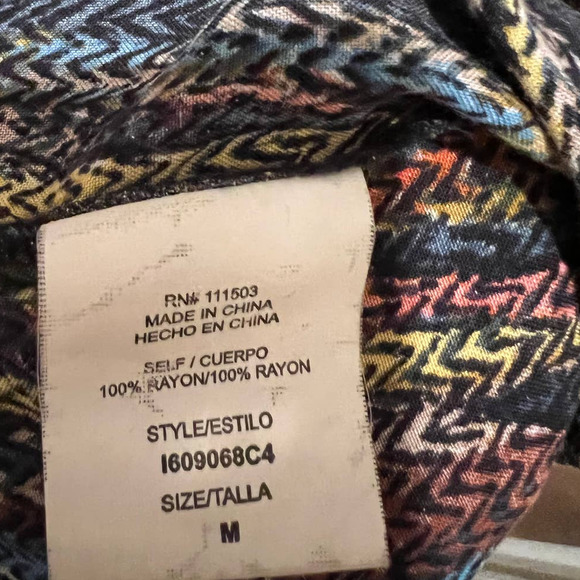 RN# 111503
MADE IN CHINA
HECHO EN CHINA
SELF / CUERPO
100% RAYON/100% RAYON
STYLE/ESTILO
I609068C4
SIZE/TALLA
M